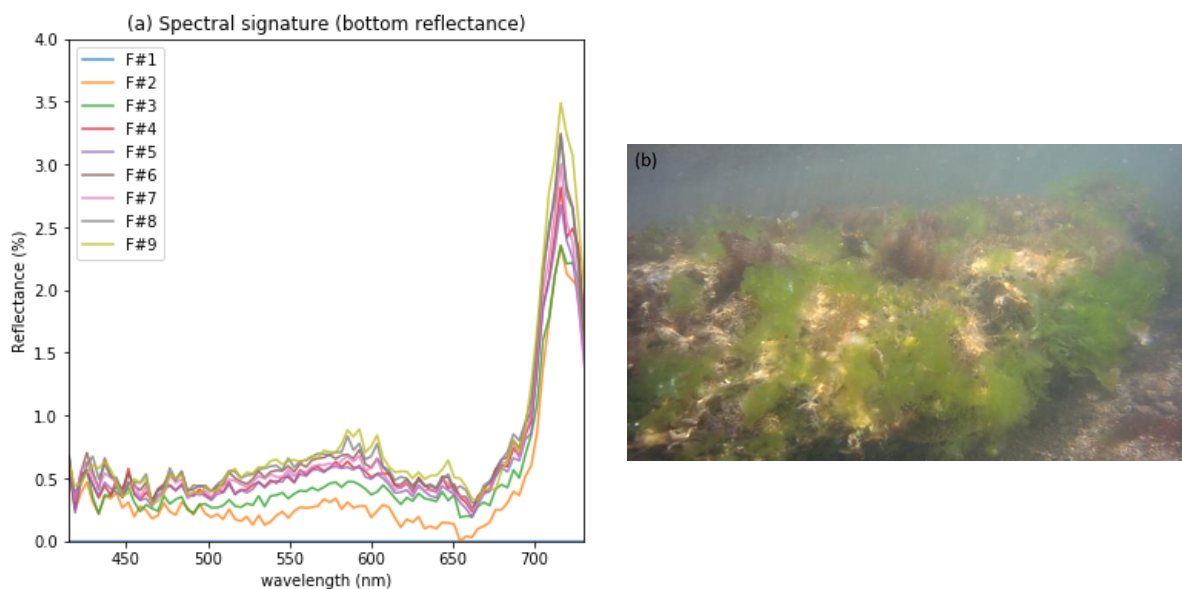 (a) Spectral signature (bottom reflectance)
4.0
3.5
3.0
2.5
2.0
1.5
1.0
0.5
0.0
Reflectance (%)
F#1
F#2
F#3
F#4
F#5
F#6
F#7
F#8
F#9
450 500 550 600 650 700
wavelength (nm)
(b)